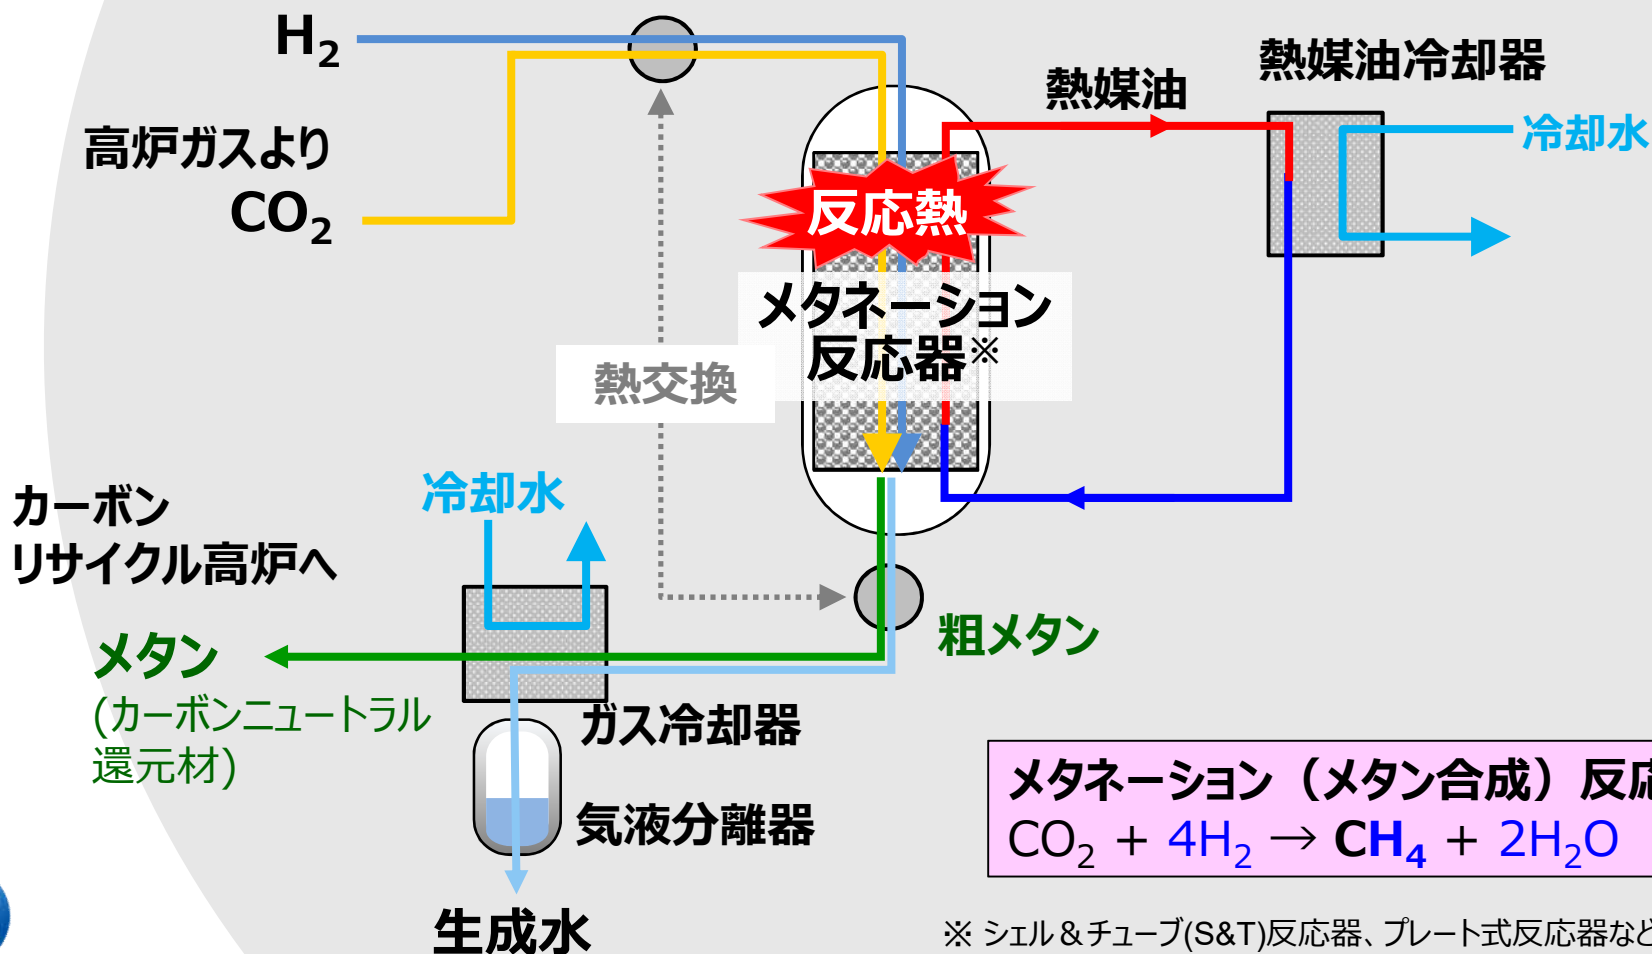 H₂
高炉ガスより
CO₂
熱媒油
熱媒油冷却器
冷却水
反応熱
メタネーション
反応器※
熱交換
カーボン
リサイクル高炉へ
冷却水
メタン
(カーボンニュートラル
還元材)
粗メタン
ガス冷却器
気液分離器
生成水
メタネーション（メタン合成）反応
CO₂ + 4H₂ → CH₄ + 2H₂O
※ シェル＆チューブ(S&T)反応器、プレート式反応器など